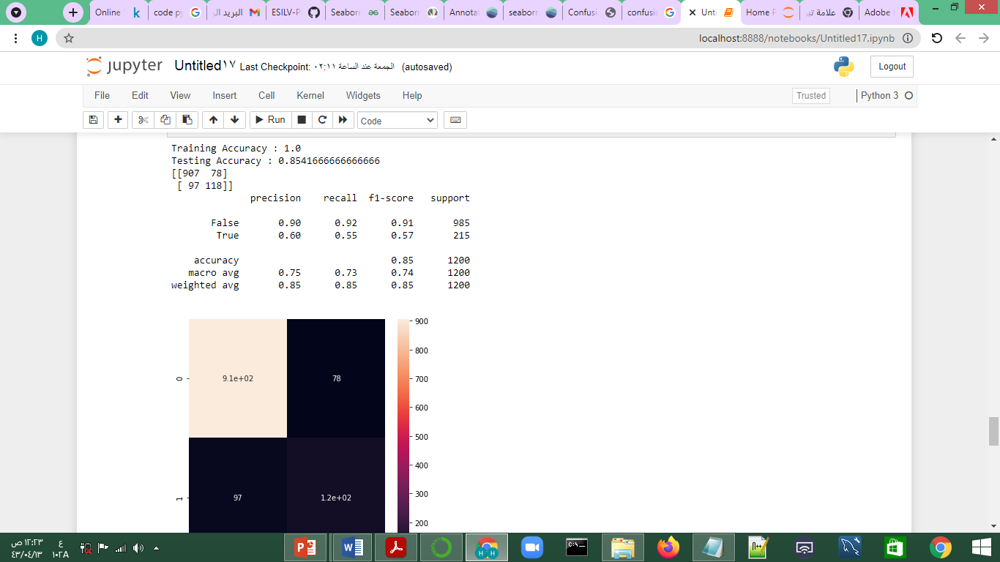 Online
code py
البريد ال
ESILV-P
Seaborn
Seaborn
Annotat
seaborn
Confusi
confusio
Unti
Home P
علامة تب
Adobe
H
localhost:8888/notebooks/Untitled17.ipynb
jupyter Untitled١٧ Last Checkpoint: الجمعة عند الساعة ٠٢:١١ (autosaved)
Logout
File Edit View Insert Cell Kernel Widgets Help
Trusted Python 3
Run Code
Training Accuracy : 1.0
Testing Accuracy : 0.8541666666666666
[[907 78]
[ 97 118]]
precision recall f1-score support
False 0.90 0.92 0.91 985
True 0.60 0.55 0.57 215
accuracy 0.85 1200
macro avg 0.75 0.73 0.74 1200
weighted avg 0.85 0.85 0.85 1200
900
800
700
600
500
400
300
200
0
9.1e+02 78
1
97 1.2e+02
١٢:٢٣ ص
٤٣/٠٤/١٣
ع
١٠٢٨